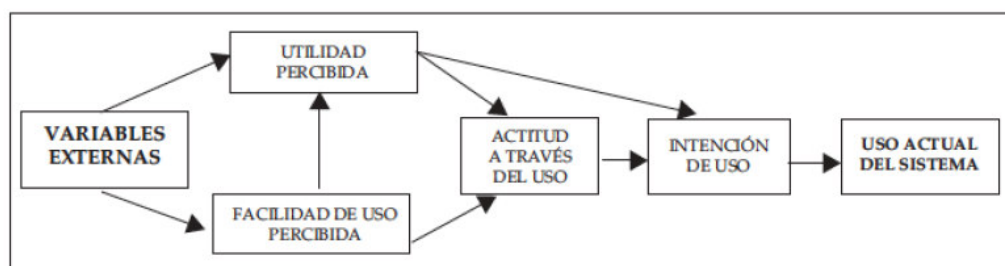 UTILIDAD
PERCIBIDA
VARIABLES
EXTERNAS
FACILIDAD DE USO
PERCIBIDA
ACTITUD
A TRAVÉS
DEL USO
INTENCIÓN
DE USO
USO ACTUAL
DEL SISTEMA